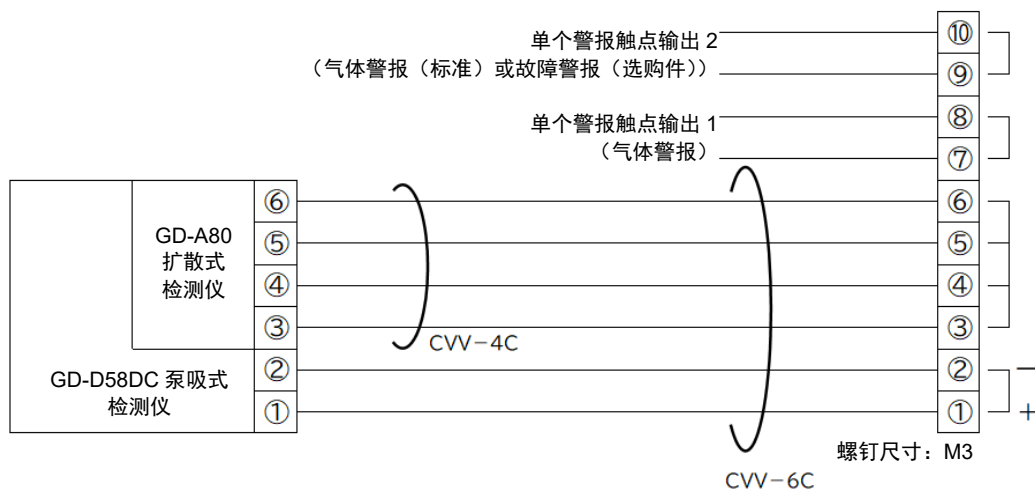 单个警报触点输出 2
（气体警报（标准）或故障警报（选购件））
单个警报触点输出 1
（气体警报）
⑩
⑨
⑧
⑦
⑥
⑤
④
③
②
①
−
+
螺钉尺寸：M3
GD-A80
扩散式
检测仪
GD-D58DC 泵吸式
检测仪
⑥
⑤
④
③
②
①
CVV−4C
CVV−6C